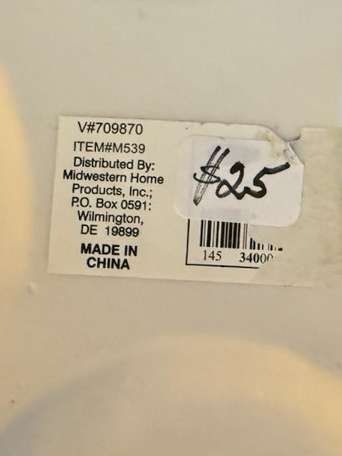 V#709870
ITEM#M539
Distributed By:
Midwestern Home
Products, Inc.;
P.O. Box 0591:
Wilmington,
DE 19899
MADE IN
CHINA
$25
145 34000